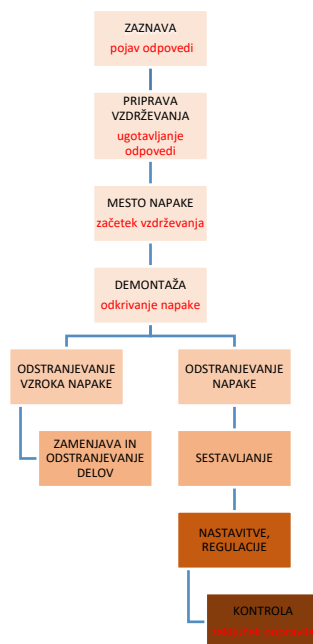 ZAZNAVA
pojav odpovedi
PRIPRAVA
VZDRŽEVANJA
ugotavljanje
odpovedi
MESTO NAPAKE
začetek vzdrževanja
DEMONTAŽA
odkrivanje napake
ODSTRANJEVANJE
VZROKA NAPAKE
ODSTRANJEVANJE
NAPAKE
ZAMENJAVA IN
ODSTRANJEVANJE
DELOV
SESTAVLJANJE
NASTAVITVE,
REGULACIJE
KONTROLA